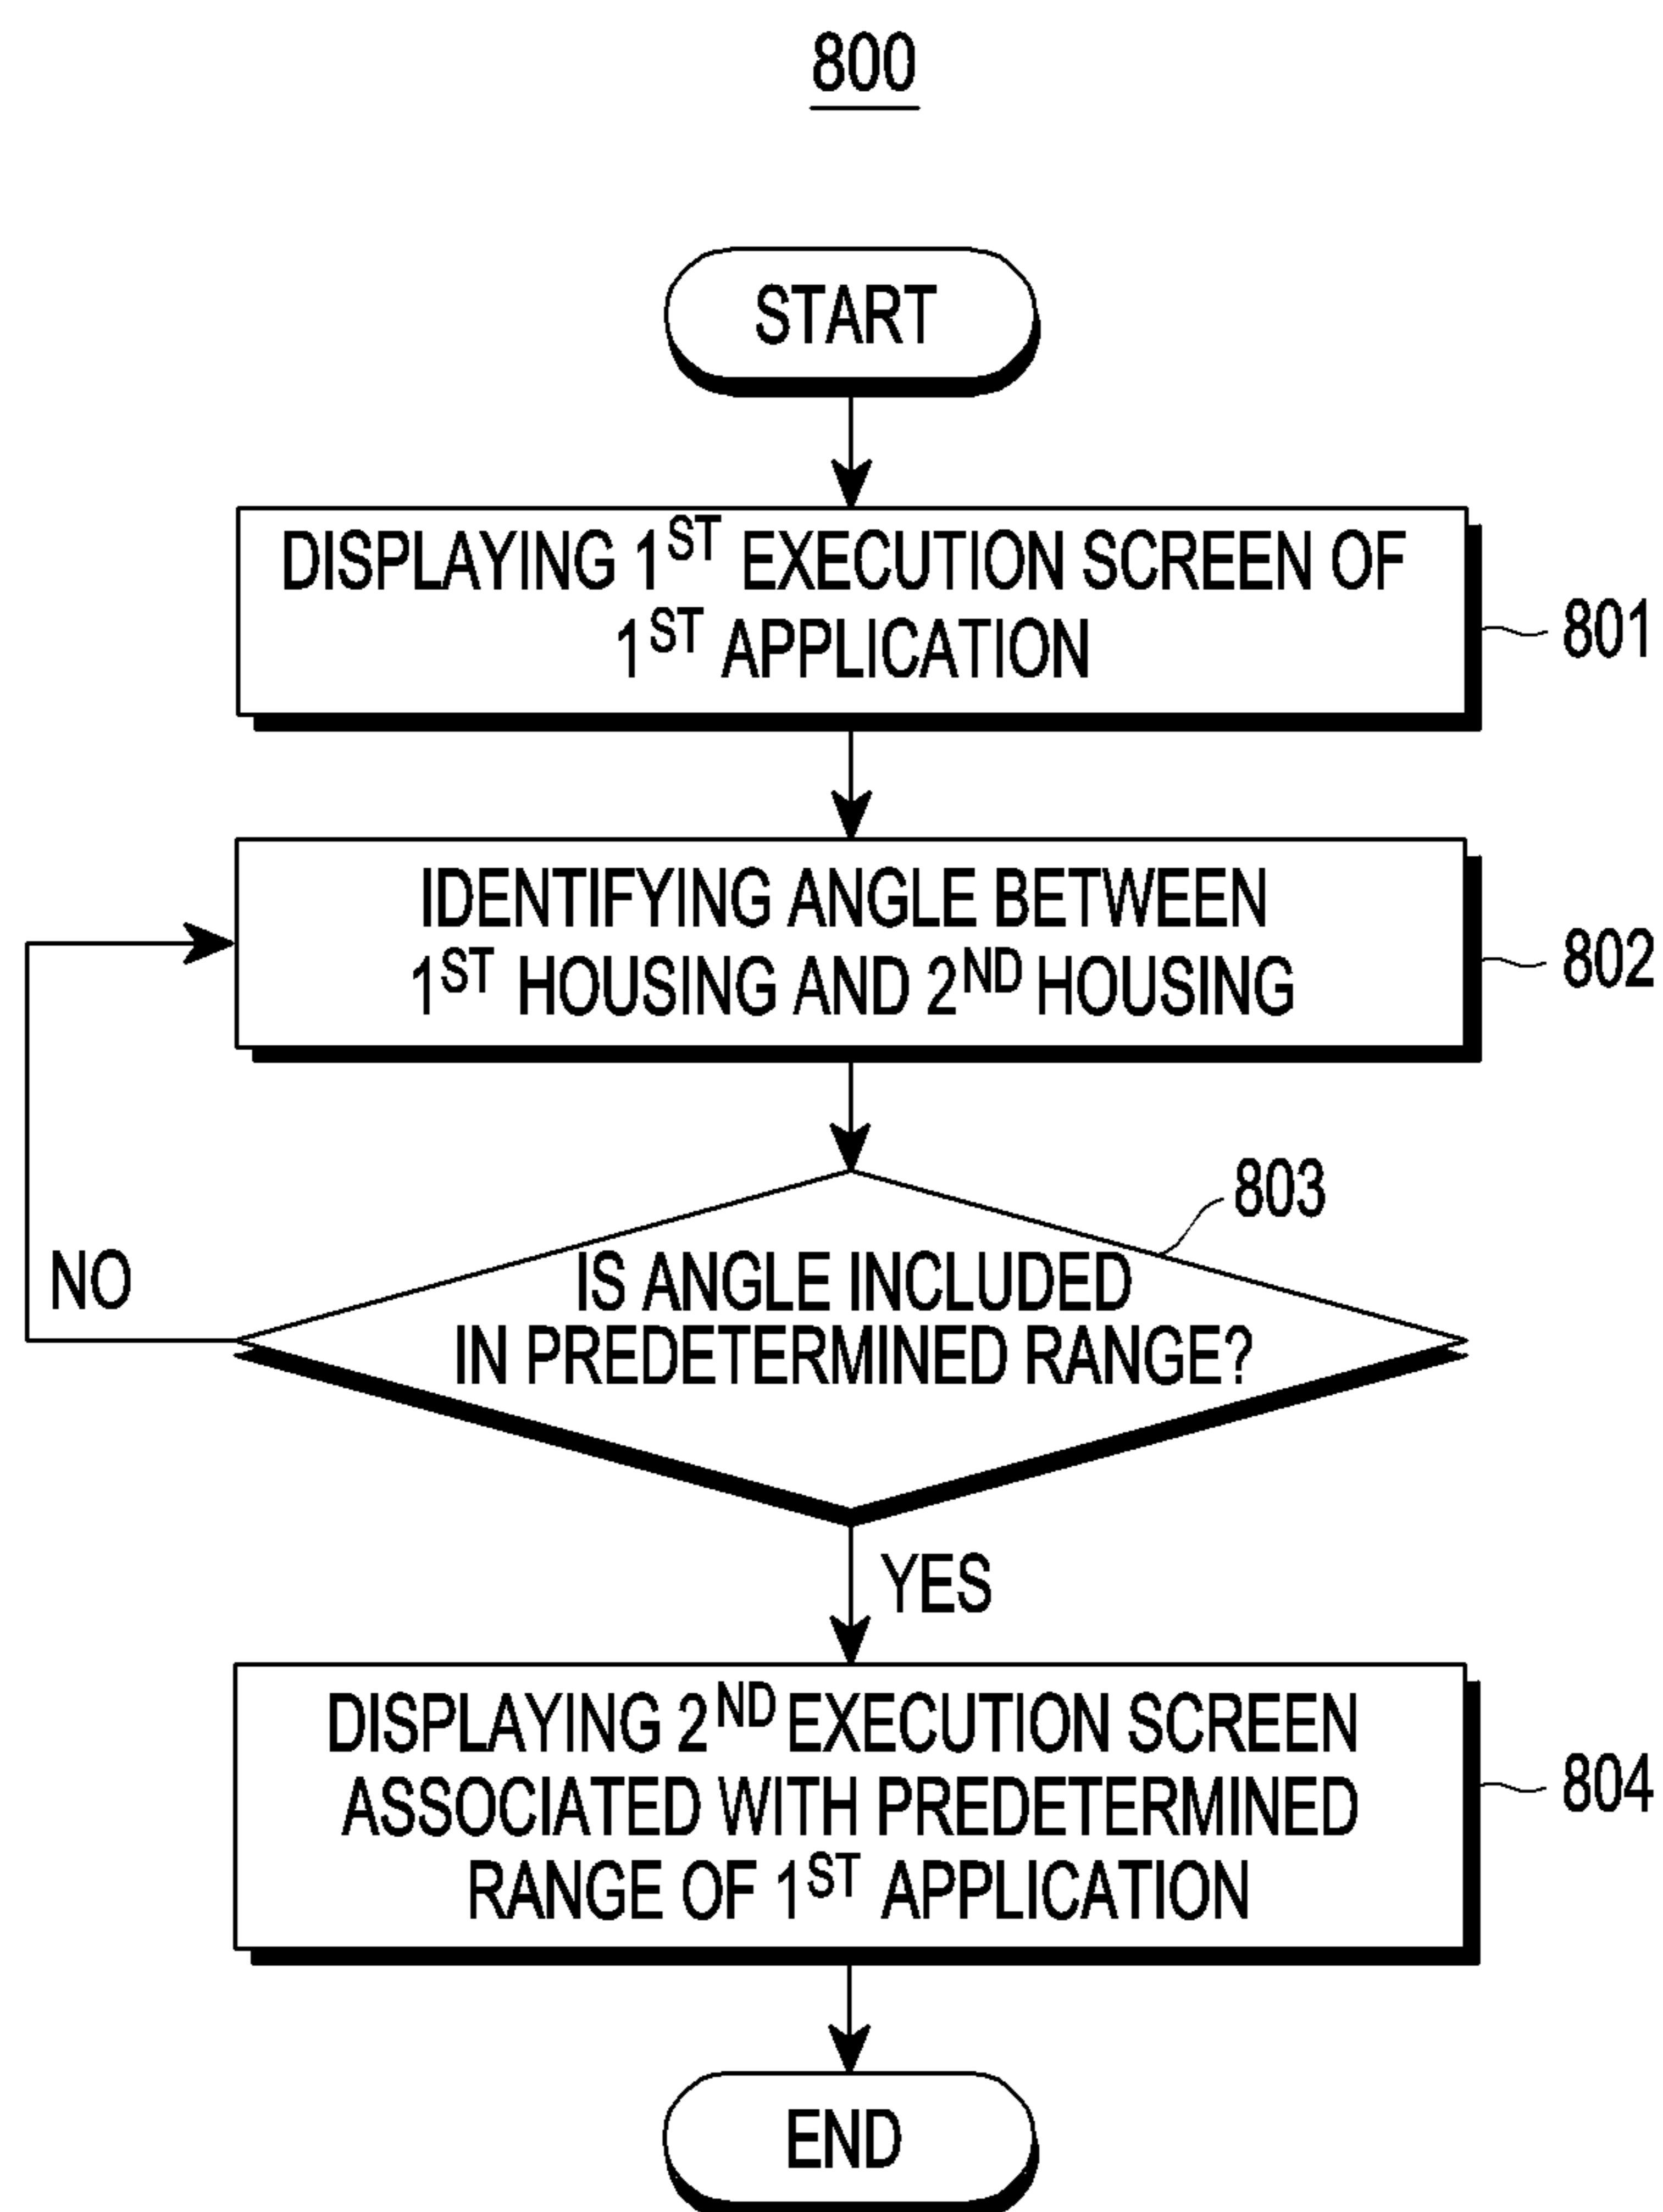 800
START
DISPLAYING 1ST EXECUTION SCREEN OF
1ST APPLICATION
801
IDENTIFYING ANGLE BETWEEN
1ST HOUSING AND 2ND HOUSING
802
803
IS ANGLE INCLUDED
IN PREDETERMINED RANGE?
NO
YES
DISPLAYING 2ND EXECUTION SCREEN
ASSOCIATED WITH PREDETERMINED
RANGE OF 1ST APPLICATION
804
END